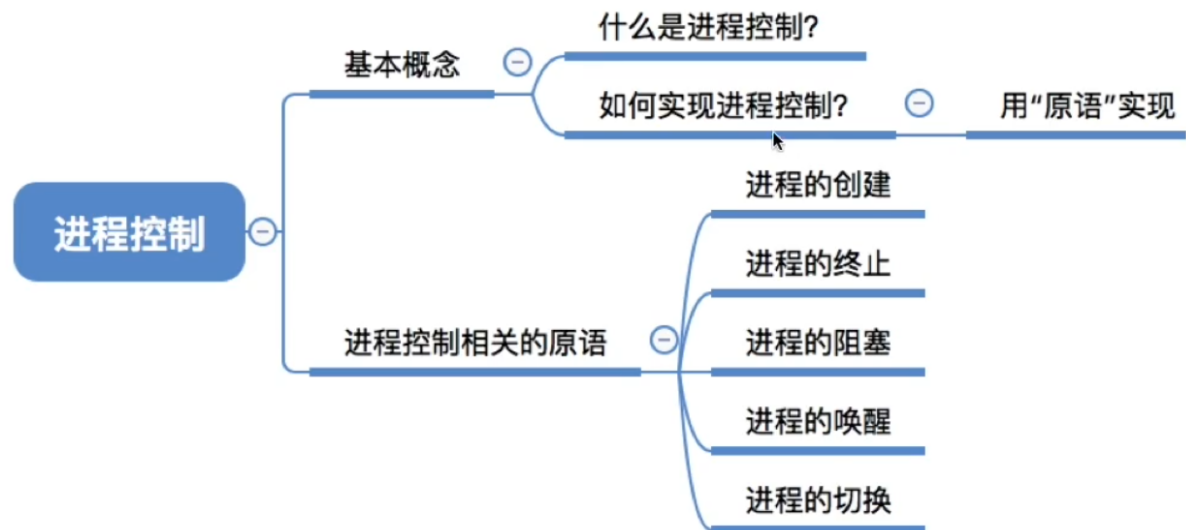 进程控制
基本概念
什么是进程控制？
如何实现进程控制？
用“原语”实现
进程控制相关的原语
进程的创建
进程的终止
进程的阻塞
进程的唤醒
进程的切换